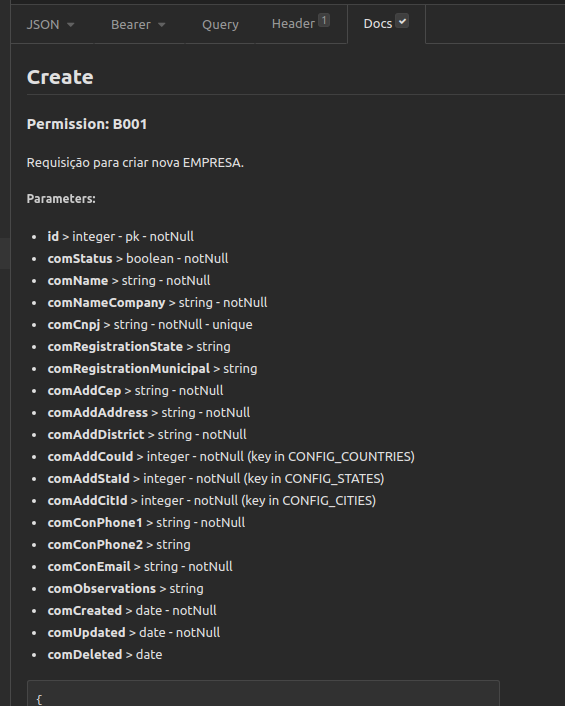 JSON Bearer Query Header 1 Docs
Create
Permission: B001
Requisição para criar nova EMPRESA.
Parameters:
• id > integer - pk - notNull
• comStatus > boolean - notNull
• comName > string - notNull
• comNameCompany > string - notNull
• comCnpj > string - notNull - unique
• comRegistrationState > string
• comRegistrationMunicipal > string
• comAddCep > string - notNull
• comAddAddress > string - notNull
• comAddDistrict > string - notNull
• comAddCouId > integer - notNull (key in CONFIG_COUNTRIES)
• comAddStaId > integer - notNull (key in CONFIG_STATES)
• comAddCitId > integer - notNull (key in CONFIG_CITIES)
• comConPhone1 > string - notNull
• comConPhone2 > string
• comConEmail > string - notNull
• comObservations > string
• comCreated > date - notNull
• comUpdated > date - notNull
• comDeleted > date
{